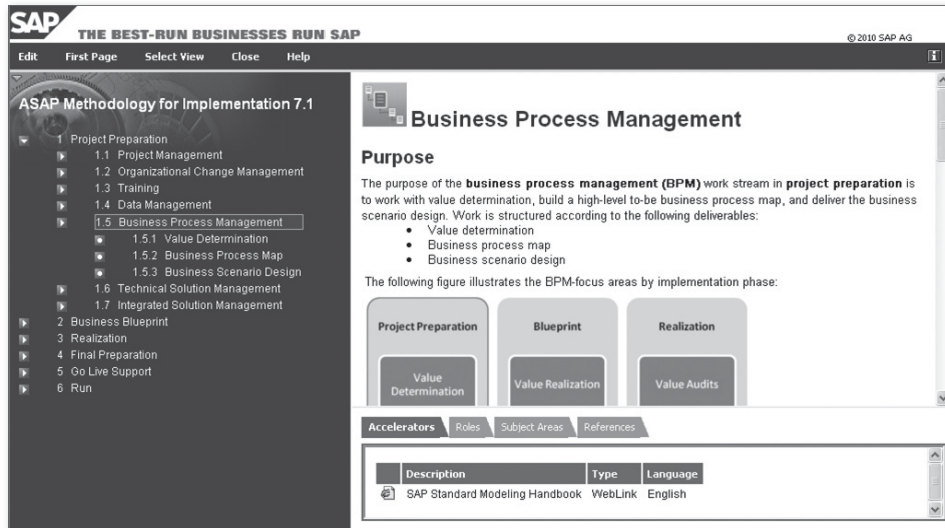 SAP
THE BEST-RUN BUSINESSES RUN SAP
© 2010 SAP AG
Edit First Page Select View Close Help
ASAP Methodology for Implementation 7.1
1 Project Preparation
1.1 Project Management
1.2 Organizational Change Management
1.3 Training
1.4 Data Management
1.5 Business Process Management
1.5.1 Value Determination
1.5.2 Business Process Map
1.5.3 Business Scenario Design
1.6 Technical Solution Management
1.7 Integrated Solution Management
2 Business Blueprint
3 Realization
4 Final Preparation
5 Go Live Support
6 Run
Business Process Management
Purpose
The purpose of the business process management (BPM) work stream in project preparation is
to work with value determination, build a high-level to-be business process map, and deliver the business
scenario design. Work is structured according to the following deliverables:
• Value determination
• Business process map
• Business scenario design
The following figure illustrates the BPM-focus areas by implementation phase:
Project Preparation
Value
Determination
Blueprint
Value Realization
Realization
Value Audits
Accelerators Roles Subject Areas References
Description Type Language
SAP Standard Modeling Handbook WebLink English